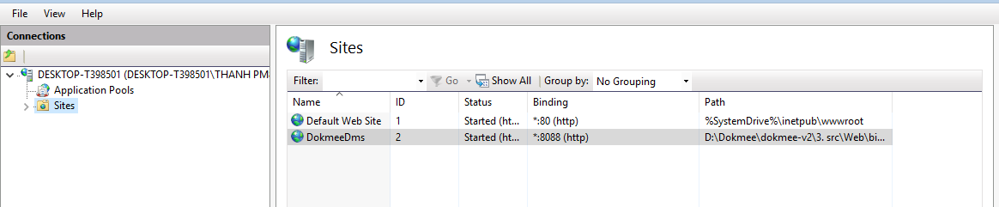 File View Help
Connections
DESKTOP-T398501 (DESKTOP-T398501\THANH PM
Application Pools
Sites
Sites
Filter: Go Show All Group by: No Grouping
Name ID Status Binding Path
Default Web Site 1 Started (ht... *:80 (http) %SystemDrive%\inetpub\wwwroot
DokmeeDms 2 Started (ht... *:8088 (http) D:\Dokmee\dokmee-v2\3. src\Web\bi...